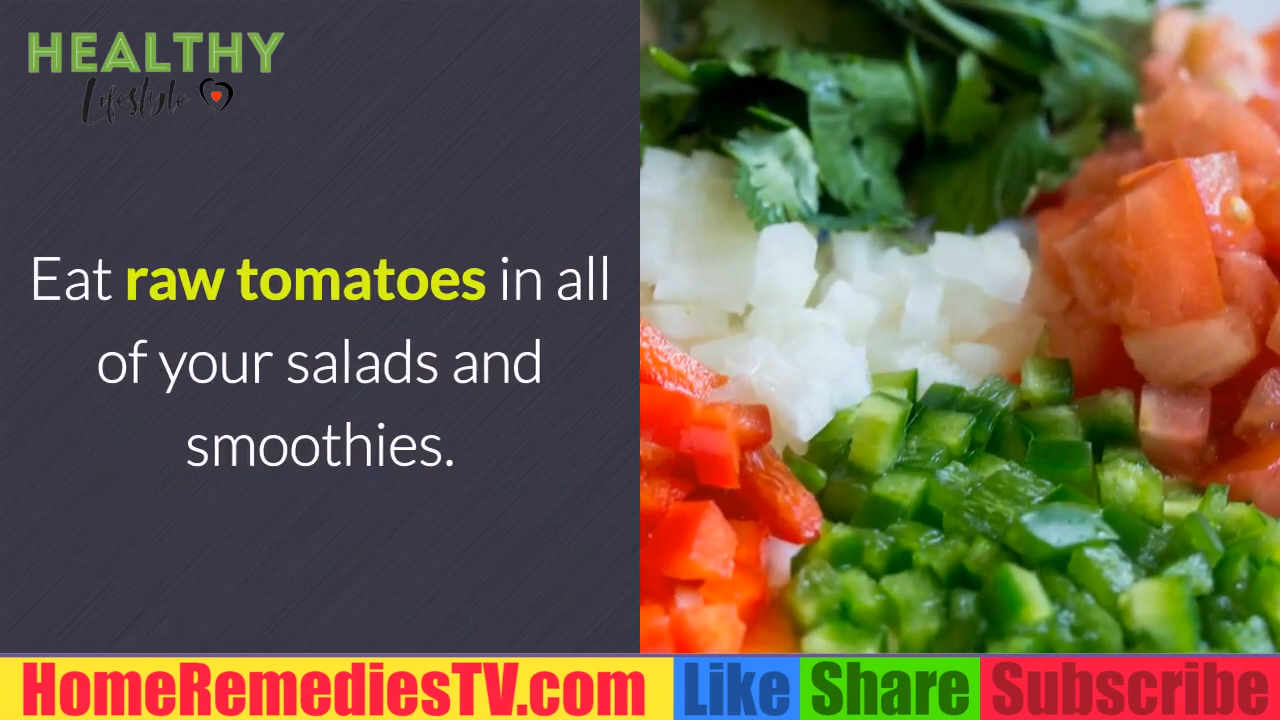 HEALTHY
Lifestyle
Eat raw tomatoes in all
of your salads and
smoothies.
HomeRemediesTV.com Like Share Subscribe